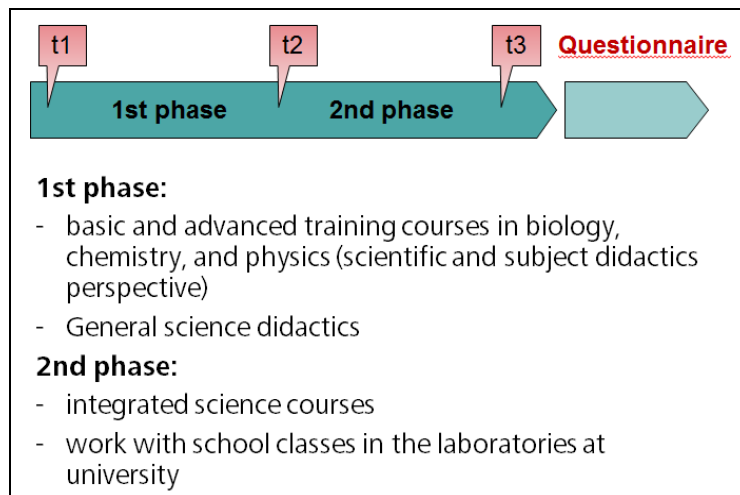 t1 t2 t3 Questionnaire
1st phase 2nd phase
1st phase:
- basic and advanced training courses in biology,
chemistry, and physics (scientific and subject didactics
perspective)
- General science didactics
2nd phase:
- integrated science courses
- work with school classes in the laboratories at
university